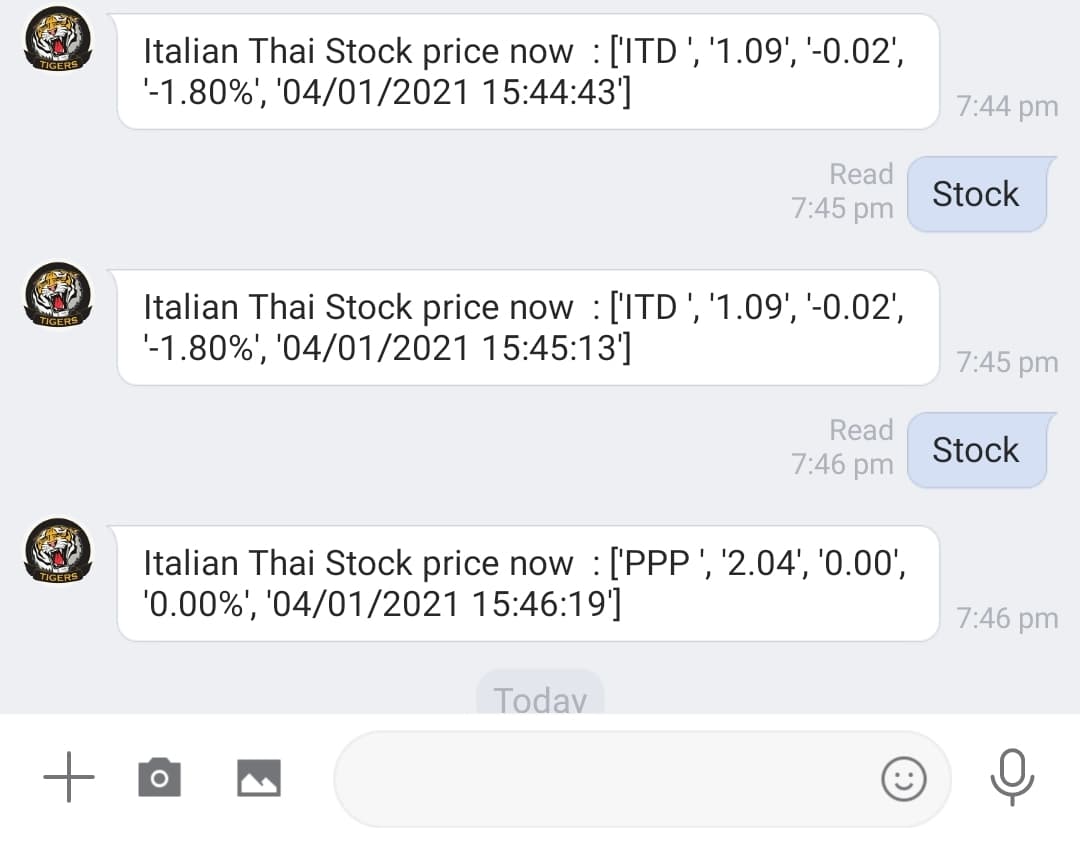 TIGERS
Italian Thai Stock price now  : ['ITD ', '1.09', '-0.02',
'-1.80%', '04/01/2021 15:44:43']
7:44 pm
Read
7:45 pm
Stock
TIGERS
Italian Thai Stock price now  : ['ITD ', '1.09', '-0.02',
'-1.80%', '04/01/2021 15:45:13']
7:45 pm
Read
7:46 pm
Stock
TIGERS
Italian Thai Stock price now  : ['PPP ', '2.04', '0.00',
'0.00%', '04/01/2021 15:46:19']
7:46 pm
Today